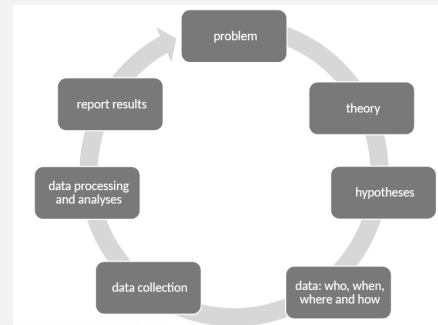 problem
theory
hypotheses
data: who, when,
where and how
data collection
data processing
and analyses
report results